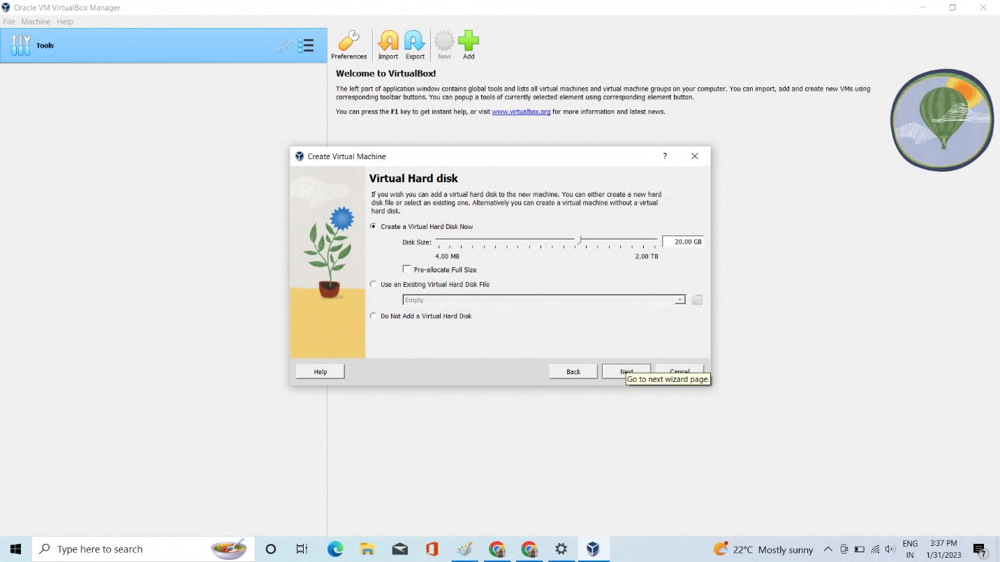 Oracle VM VirtualBox Manager
File Machine Help
Tools
Preferences Import Export New Add
Welcome to VirtualBox!
The left part of application window contains global tools and lists all virtual machines and virtual machine groups on your computer. You can import, add and create new VMs using
corresponding toolbar buttons. You can popup a tools of currently selected element using corresponding element button.
You can press the F1 key to get instant help, or visit www.virtualbox.org for more information and latest news.
Create Virtual Machine ?
Virtual Hard disk
If you wish you can add a virtual hard disk to the new machine. You can either create a new hard
disk file or select an existing one. Alternatively you can create a virtual machine without a virtual
hard disk.
Create a Virtual Hard Disk Now
Disk Size: 20.00 GB
4.00 MB 2.00 TB
Pre-allocate Full Size
Use an Existing Virtual Hard Disk File
Empty
Do Not Add a Virtual Hard Disk
Help Back Next Cancel
Go to next wizard page.
Type here to search
22°C Mostly sunny
ENG 3:37 PM
IN 1/31/2023 7